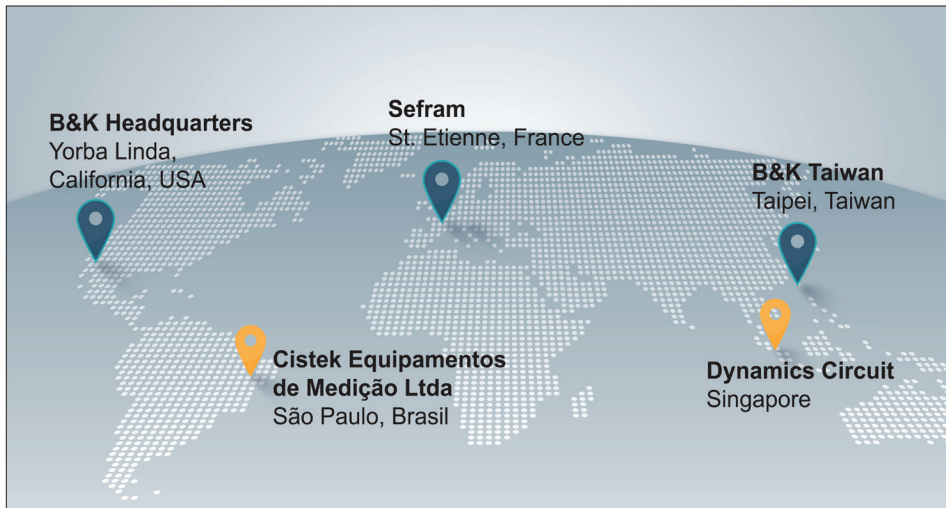 B&K Headquarters
Yorba Linda,
California, USA
Sefram
St. Etienne, France
B&K Taiwan
Taipei, Taiwan
Cistek Equipamentos
de Medição Ltda
São Paulo, Brasil
Dynamics Circuit
Singapore